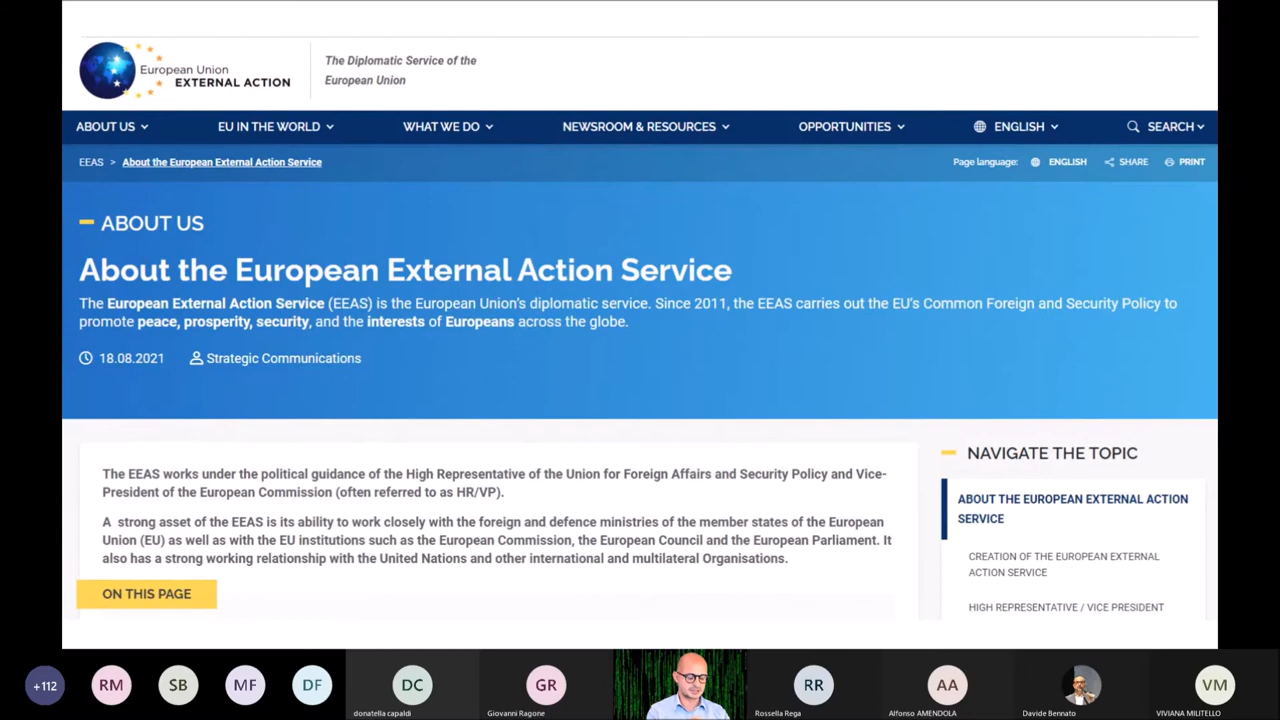 European Union
EXTERNAL ACTION
The Diplomatic Service of the
European Union
ABOUT US
EU IN THE WORLD
WHAT WE DO
NEWSROOM & RESOURCES
OPPORTUNITIES
ENGLISH
SEARCH
EEAS > About the European External Action Service
Page language: ENGLISH SHARE PRINT
ABOUT US
About the European External Action Service
The European External Action Service (EEAS) is the European Union's diplomatic service. Since 2011, the EEAS carries out the EU's Common Foreign and Security Policy to
promote peace, prosperity, security, and the interests of Europeans across the globe.
18.08.2021 Strategic Communications
The EEAS works under the political guidance of the High Representative of the Union for Foreign Affairs and Security Policy and Vice-
President of the European Commission (often referred to as HR/VP).
A strong asset of the EEAS is its ability to work closely with the foreign and defence ministries of the member states of the European
Union (EU) as well as with the EU institutions such as the European Commission, the European Council and the European Parliament. It
also has a strong working relationship with the United Nations and other international and multilateral Organisations.
ON THIS PAGE
NAVIGATE THE TOPIC
ABOUT THE EUROPEAN EXTERNAL ACTION
SERVICE
CREATION OF THE EUROPEAN EXTERNAL
ACTION SERVICE
HIGH REPRESENTATIVE / VICE PRESIDENT
+112
RM
SB
MF
DF
DC
donatella capaldi
GR
Giovanni Ragone
RR
Rossella Rega
AA
Alfonso AMENDOLA
Davide Bennato
VM
VIVIANA MILITELLO